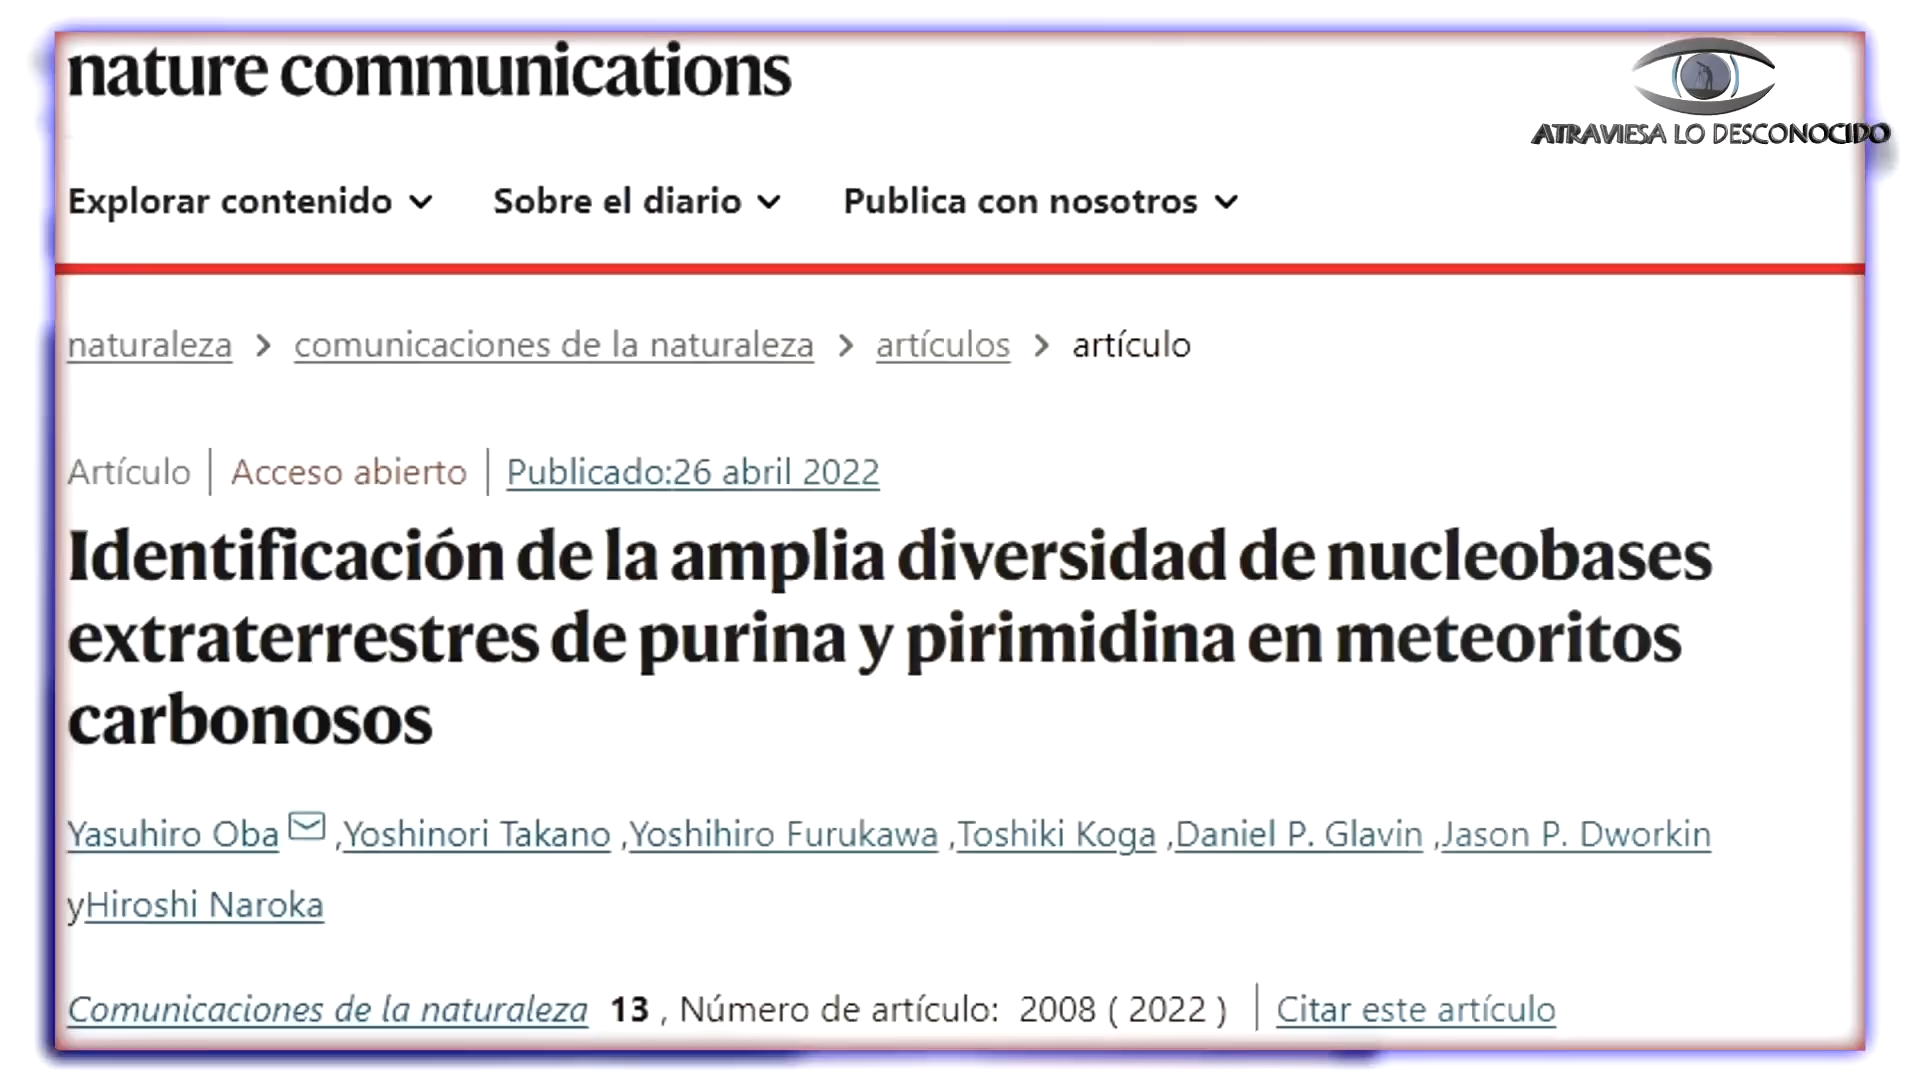 nature communications
ATRAVIESA LO DESCONOCIDO
Explorar contenido Sobre el diario Publica con nosotros
naturaleza > comunicaciones de la naturaleza > artículos > artículo
Artículo | Acceso abierto | Publicado:26 abril 2022
Identificación de la amplia diversidad de nucleobases
extraterrestres de purina y pirimidina en meteoritos
carbonosos
Yasuhiro Oba ,Yoshinori Takano ,Yoshihiro Furukawa ,Toshiki Koga ,Daniel P. Glavin ,Jason P. Dworkin
yHiroshi Naroka
Comunicaciones de la naturaleza 13 , Número de artículo: 2008 ( 2022 ) | Citar este artículo